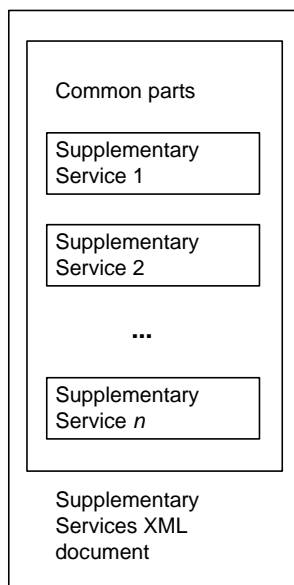 Common parts
Supplementary
Service 1
Supplementary
Service 2
...
Supplementary
Service n
Supplementary
Services XML
document